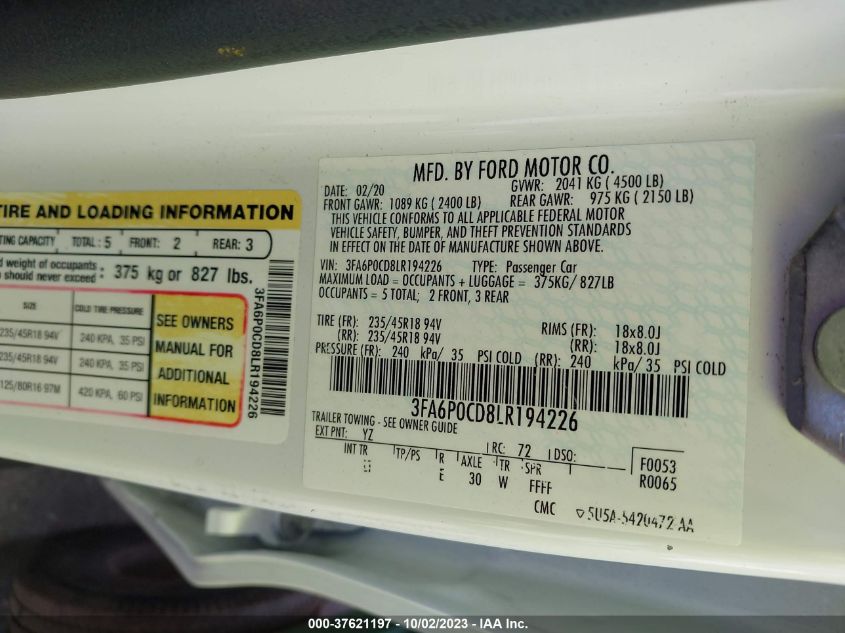 TIRE AND LOADING INFORMATION
TING CAPACITY TOTAL: 5 FRONT: 2 REAR: 3
d weight of occupants
should never exceed : 375 kg or 827 lbs.
SIZE COLD TIRE PRESSURE
235/45R18 94V 240 KPA, 35 PSI
235/45R18 94V 240 KPA, 35 PSI
125/80R16 97M 420 KPA, 60 PSI
SEE OWNERS
MANUAL FOR
ADDITIONAL
INFORMATION
3FA6P0CD8LR194226
MFD. BY FORD MOTOR CO.
DATE: 02/20 GVWR: 2041 KG ( 4500 LB)
FRONT GAWR: 1089 KG ( 2400 LB) REAR GAWR: 975 KG ( 2150 LB)
THIS VEHICLE CONFORMS TO ALL APPLICABLE FEDERAL MOTOR
VEHICLE SAFETY, BUMPER, AND THEFT PREVENTION STANDARDS
IN EFFECT ON THE DATE OF MANUFACTURE SHOWN ABOVE.
VIN: 3FA6P0CD8LR194226 TYPE: Passenger Car
MAXIMUM LOAD = OCCUPANTS + LUGGAGE = 375KG/ 827LB
OCCUPANTS = 5 TOTAL; 2 FRONT, 3 REAR
TIRE (FR): 235/45R18 94V RIMS (FR): 18x8.0J
(RR): 235/45R18 94V (RR): 18x8.0J
PRESSURE (FR): 240 kPa/ 35 PSI COLD (RR): 240 kPa/ 35 PSI COLD
3FA6P0CD8LR194226
TRAILER TOWING - SEE OWNER GUIDE
EXT PNT: YZ RC: 72 DSO:
INT TR TP/PS R AXLE TR SPR
E 30 W FFFF
F0053
R0065
CMC 5U5A-5420472-AA
000-37621197 - 10/02/2023 - IAA Inc.